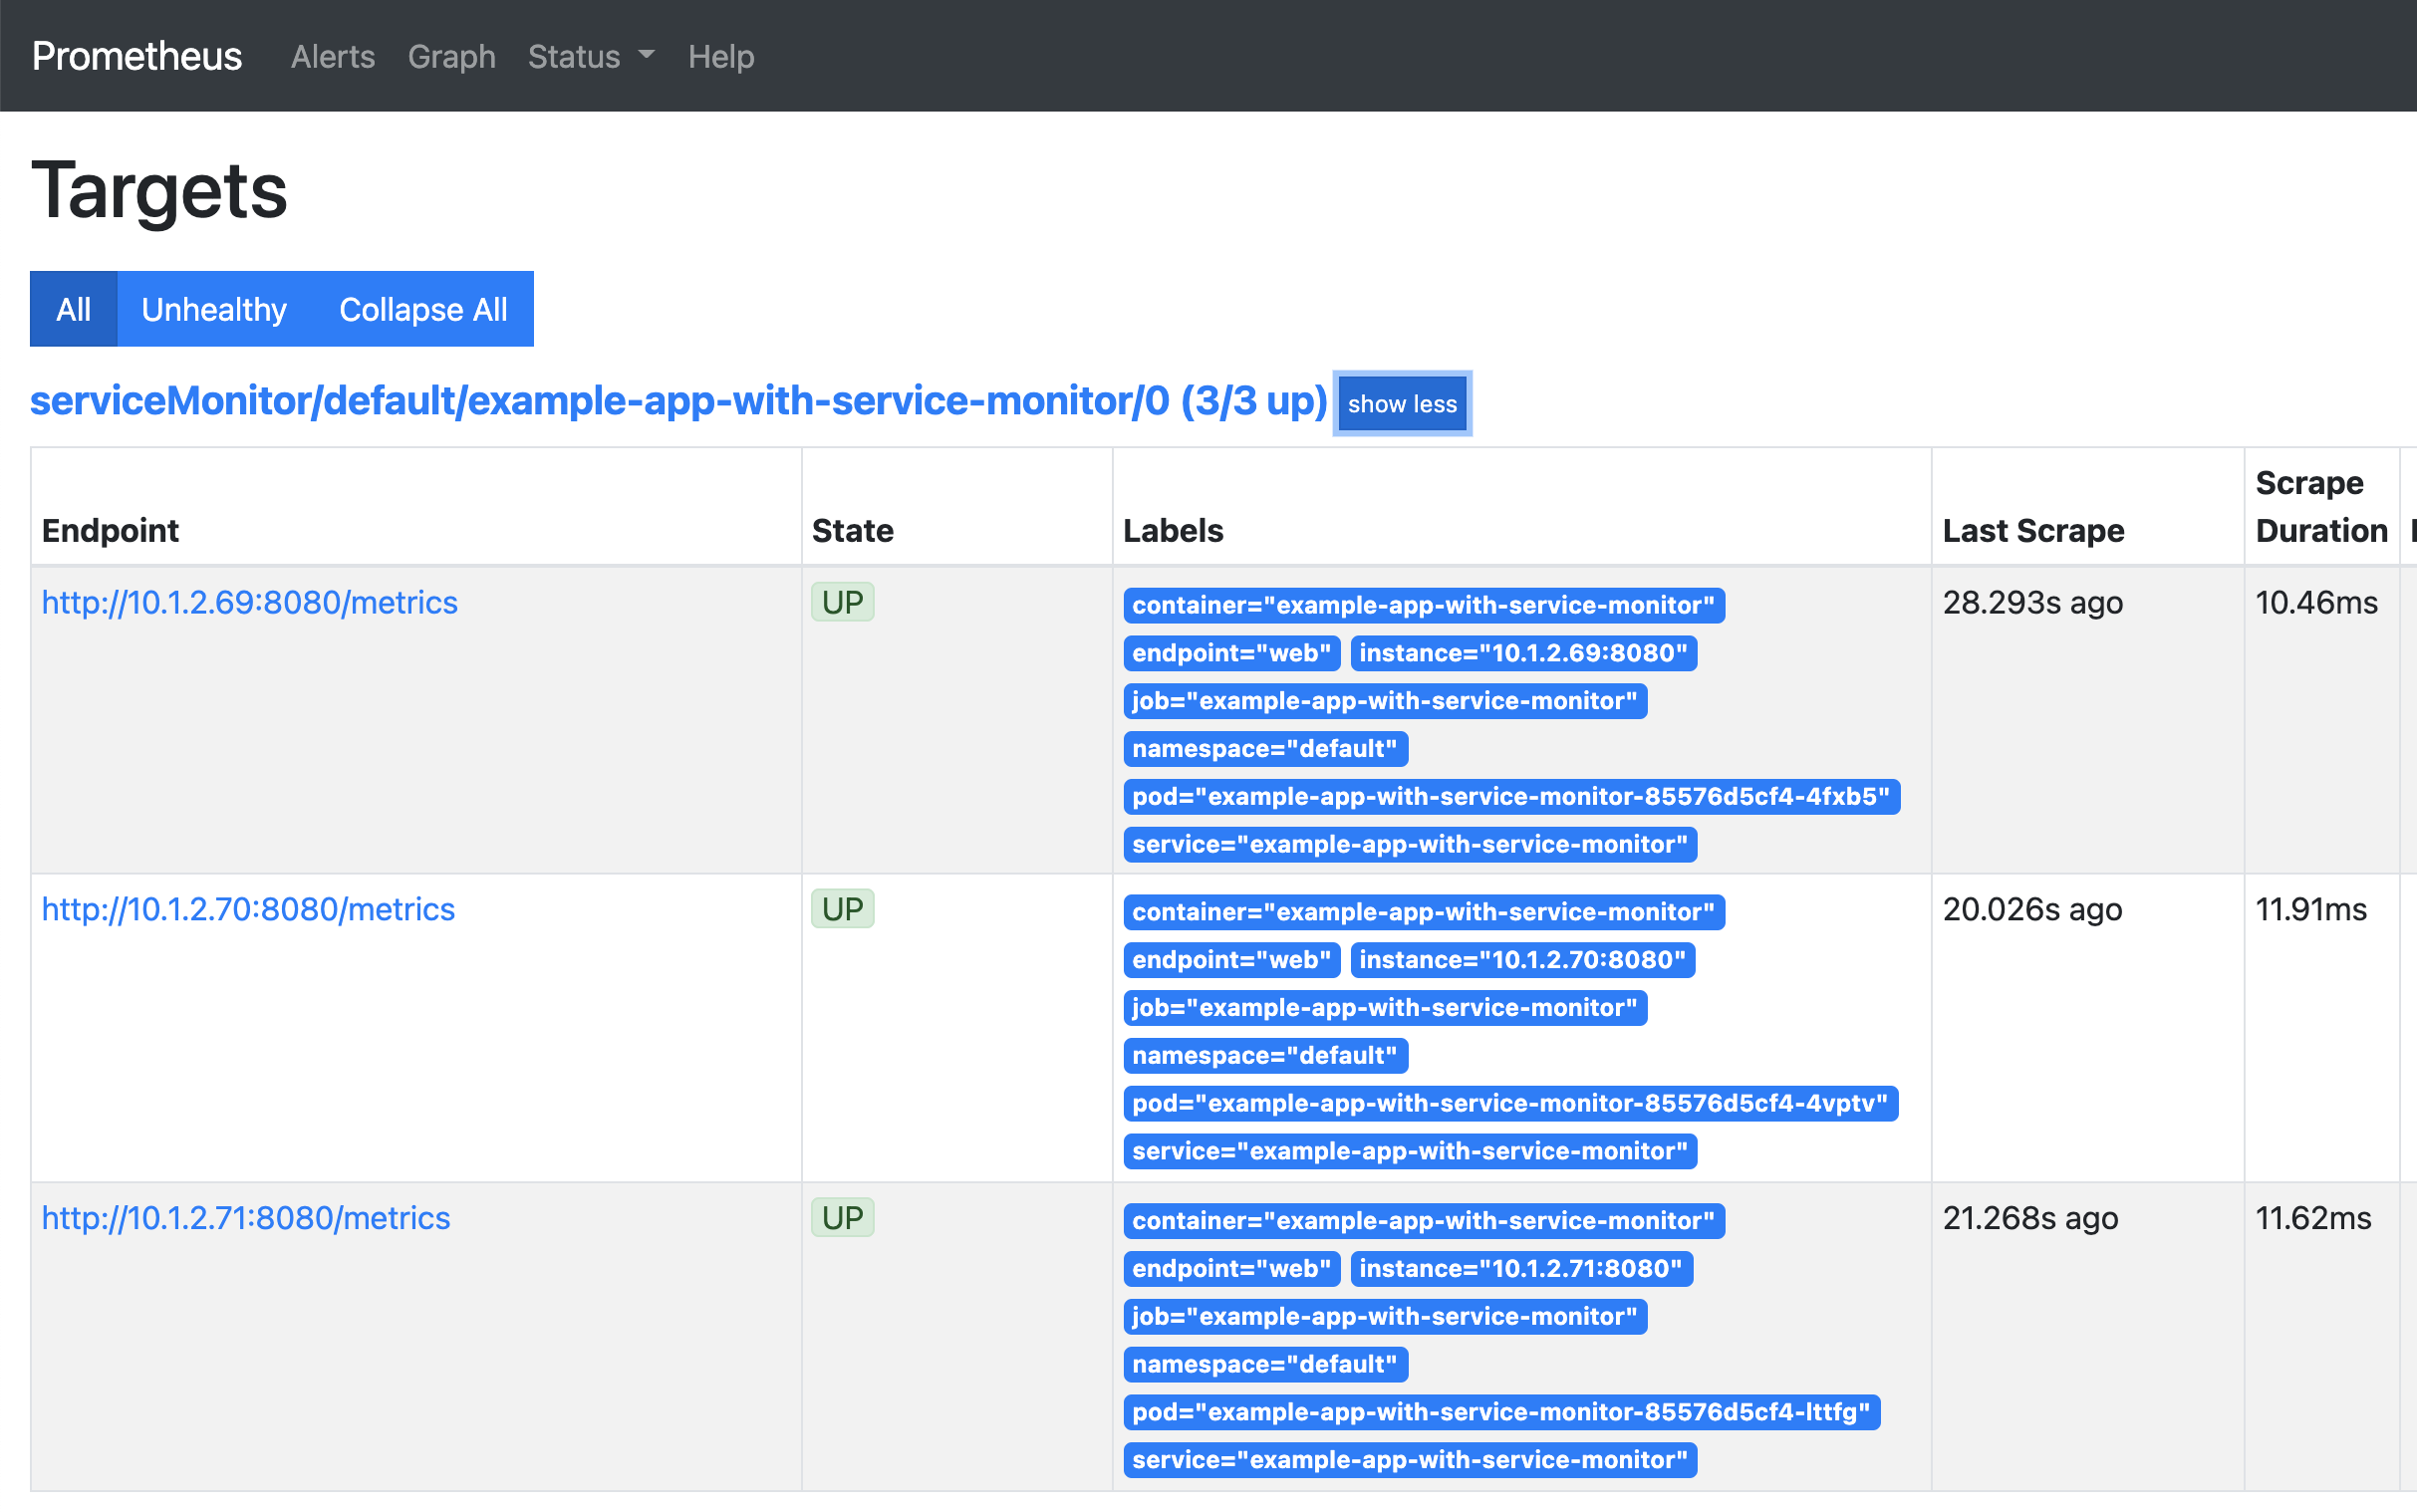 Prometheus Alerts Graph Status Help
Targets
All Unhealthy Collapse All
serviceMonitor/default/example-app-with-service-monitor/0 (3/3 up) show less
Endpoint State Labels Last Scrape Scrape Duration
http://10.1.2.69:8080/metrics UP container="example-app-with-service-monitor" 28.293s ago 10.46ms
endpoint="web" instance="10.1.2.69:8080"
job="example-app-with-service-monitor"
namespace="default"
pod="example-app-with-service-monitor-85576d5cf4-4fxb5"
service="example-app-with-service-monitor"
http://10.1.2.70:8080/metrics UP container="example-app-with-service-monitor" 20.026s ago 11.91ms
endpoint="web" instance="10.1.2.70:8080"
job="example-app-with-service-monitor"
namespace="default"
pod="example-app-with-service-monitor-85576d5cf4-4vptv"
service="example-app-with-service-monitor"
http://10.1.2.71:8080/metrics UP container="example-app-with-service-monitor" 21.268s ago 11.62ms
endpoint="web" instance="10.1.2.71:8080"
job="example-app-with-service-monitor"
namespace="default"
pod="example-app-with-service-monitor-85576d5cf4-lttfg"
service="example-app-with-service-monitor"